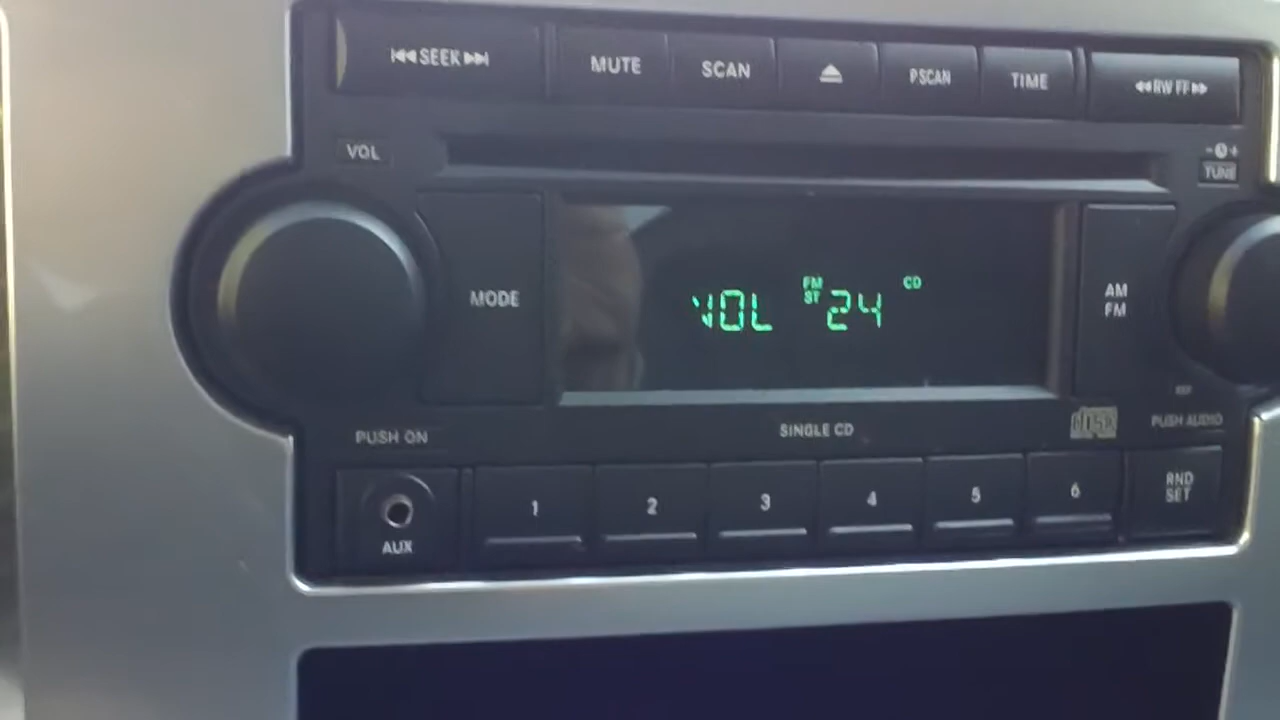 SEEK
MUTE
SCAN
PSCAN
TIME
RW FF
VOL
- +
TUNE
MODE
VOL 24
FM
ST
CD
AM
FM
PUSH ON
SINGLE CD
DISC
PUSH AUDIO
AUX
1
2
3
4
5
6
RND
SET